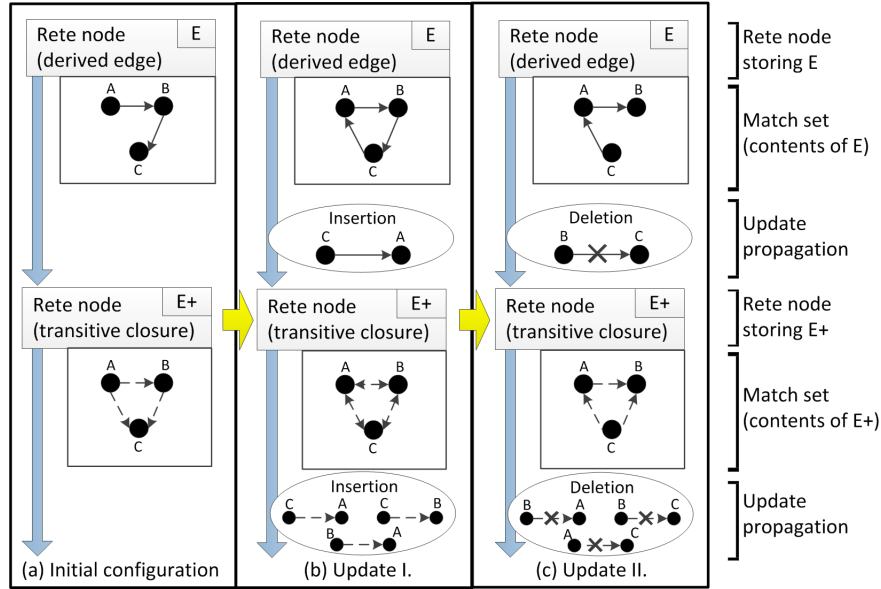 Rete node
(derived edge)
E
A
B
C
Rete node
(transitive closure)
E+
A
B
C
(a) Initial configuration
Rete node
(derived edge)
E
A
B
C
Insertion
C
A
Rete node
(transitive closure)
E+
A
B
C
Insertion
C
A
C
B
B
A
(b) Update I.
Rete node
(derived edge)
E
A
B
C
Deletion
B
C
Rete node
(transitive closure)
E+
A
B
C
Deletion
B
A
B
C
A
C
(c) Update II.
Rete node
storing E
Match set
(contents of E)
Update
propagation
Rete node
storing E+
Match set
(contents of E+)
Update
propagation